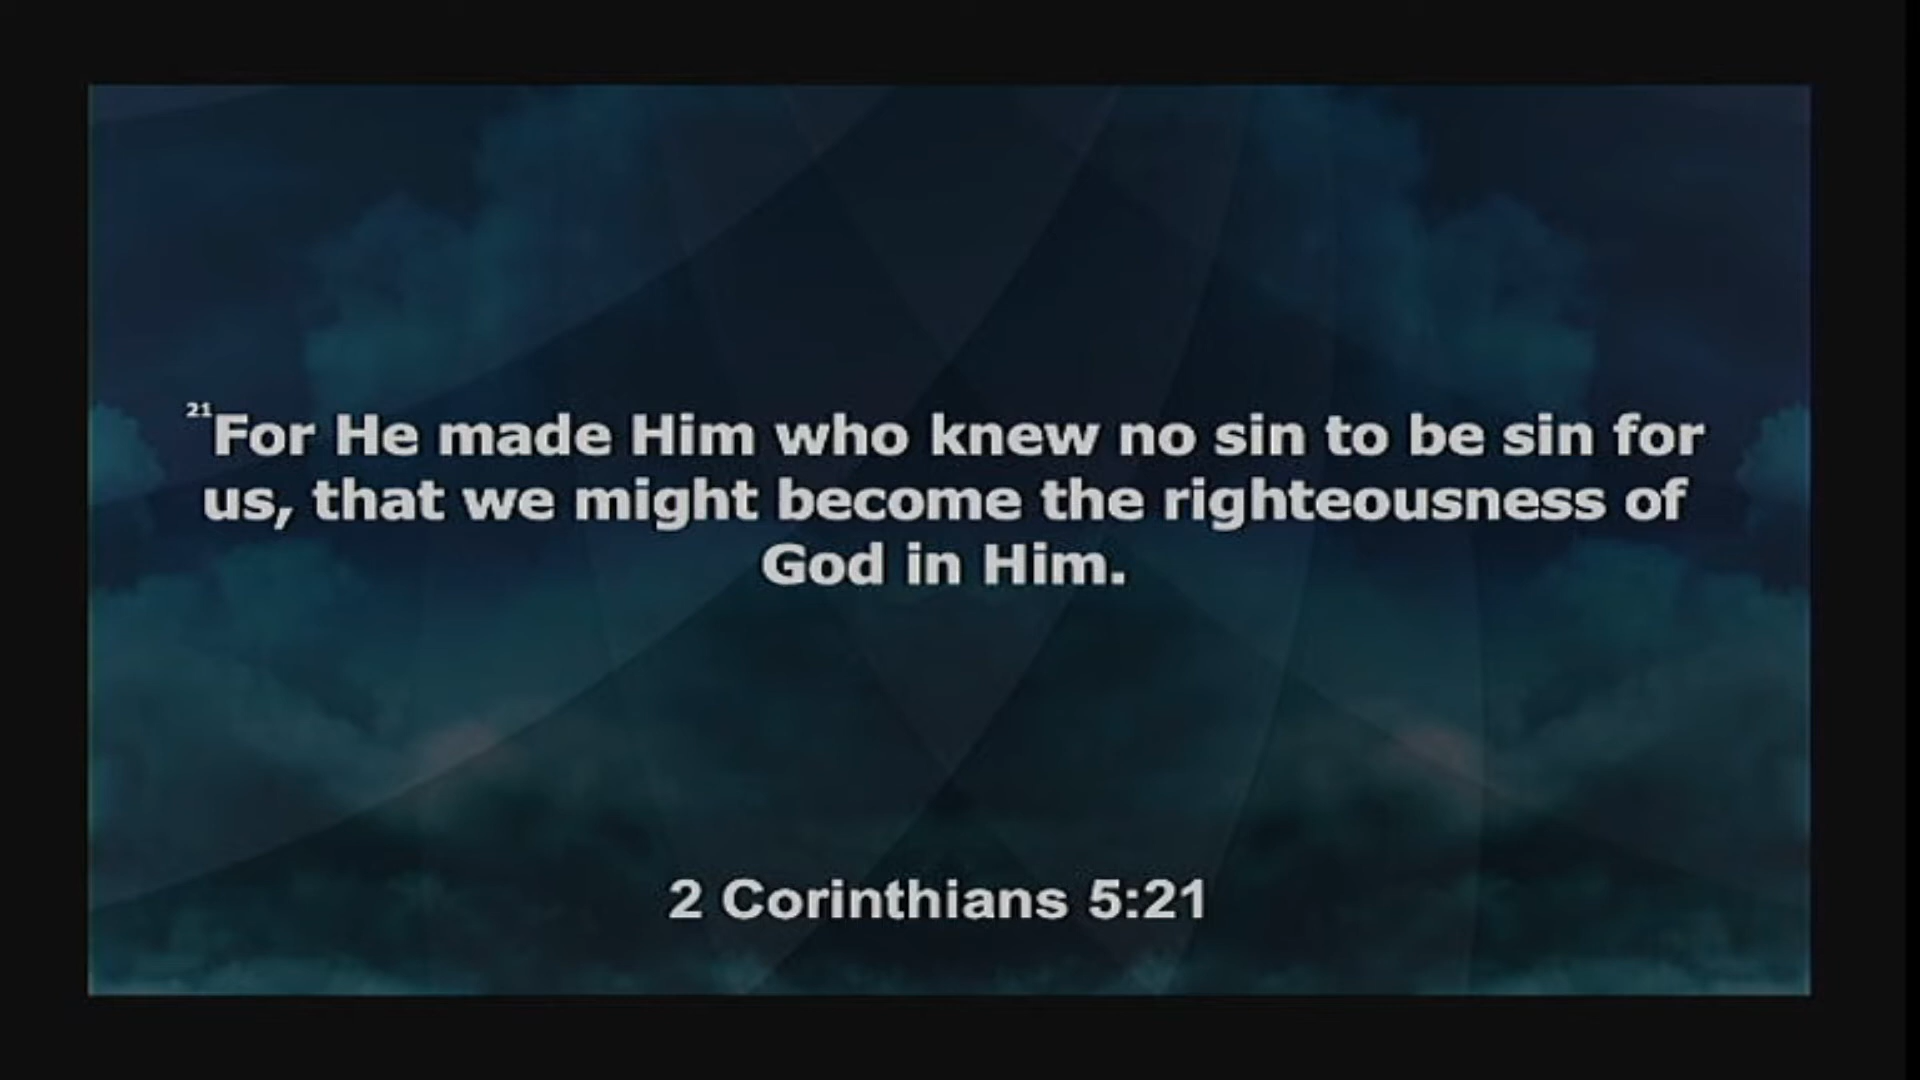 21For He made Him who knew no sin to be sin for
us, that we might become the righteousness of
God in Him.
2 Corinthians 5:21